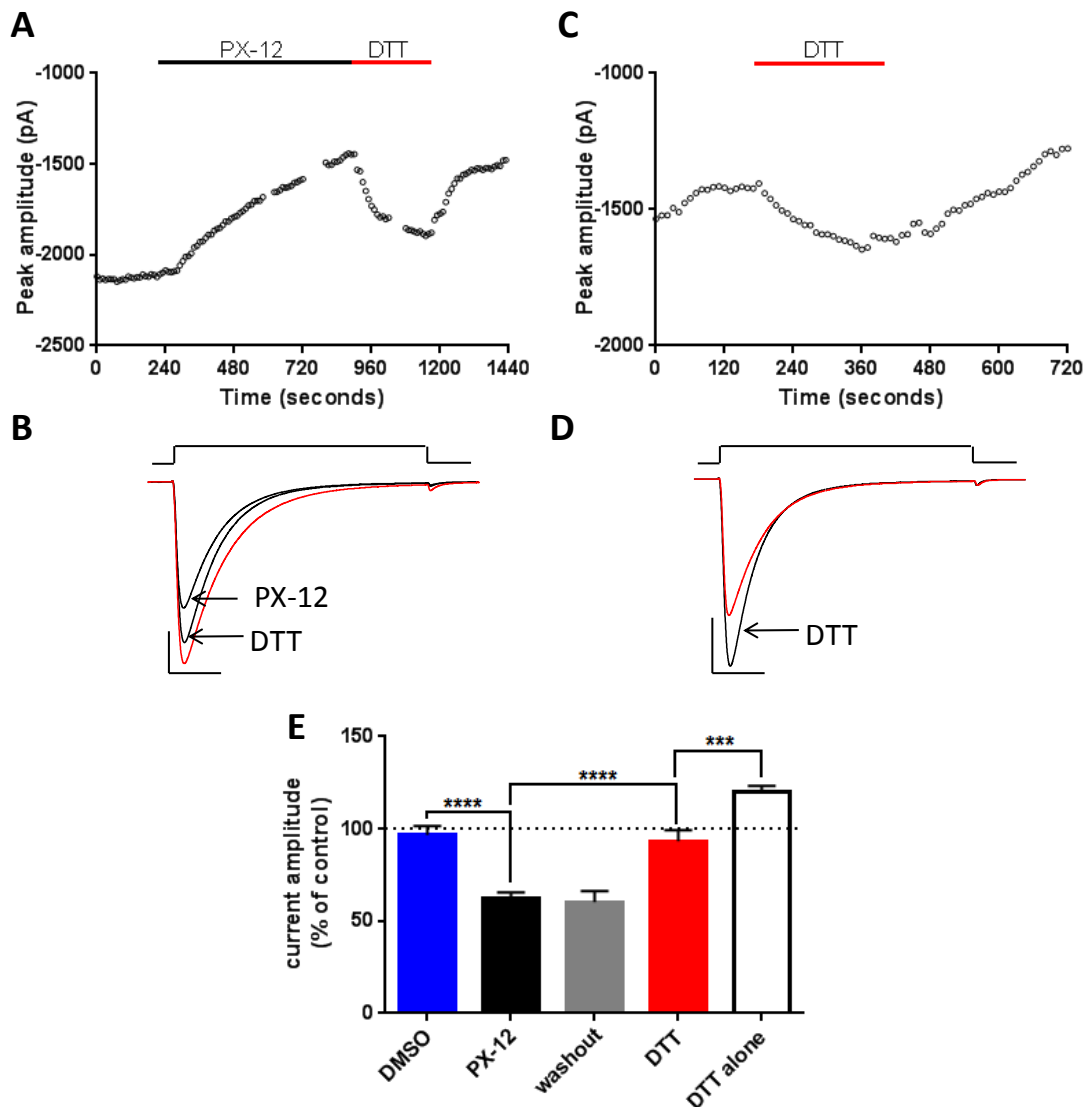 A
PX-12
DTT
Peak amplitude (pA)
-1000
-1500
-2000
-2500
0 240 480 720 960 1200 1440
Time (seconds)
C
DTT
Peak amplitude (pA)
-1000
-1500
-2000
0 120 240 360 480 600 720
Time (seconds)
B
PX-12
DTT
D
DTT
E
current amplitude
(% of control)
150
100
50
0
****
****
***
DMSO
PX-12
washout
DTT
DTT alone